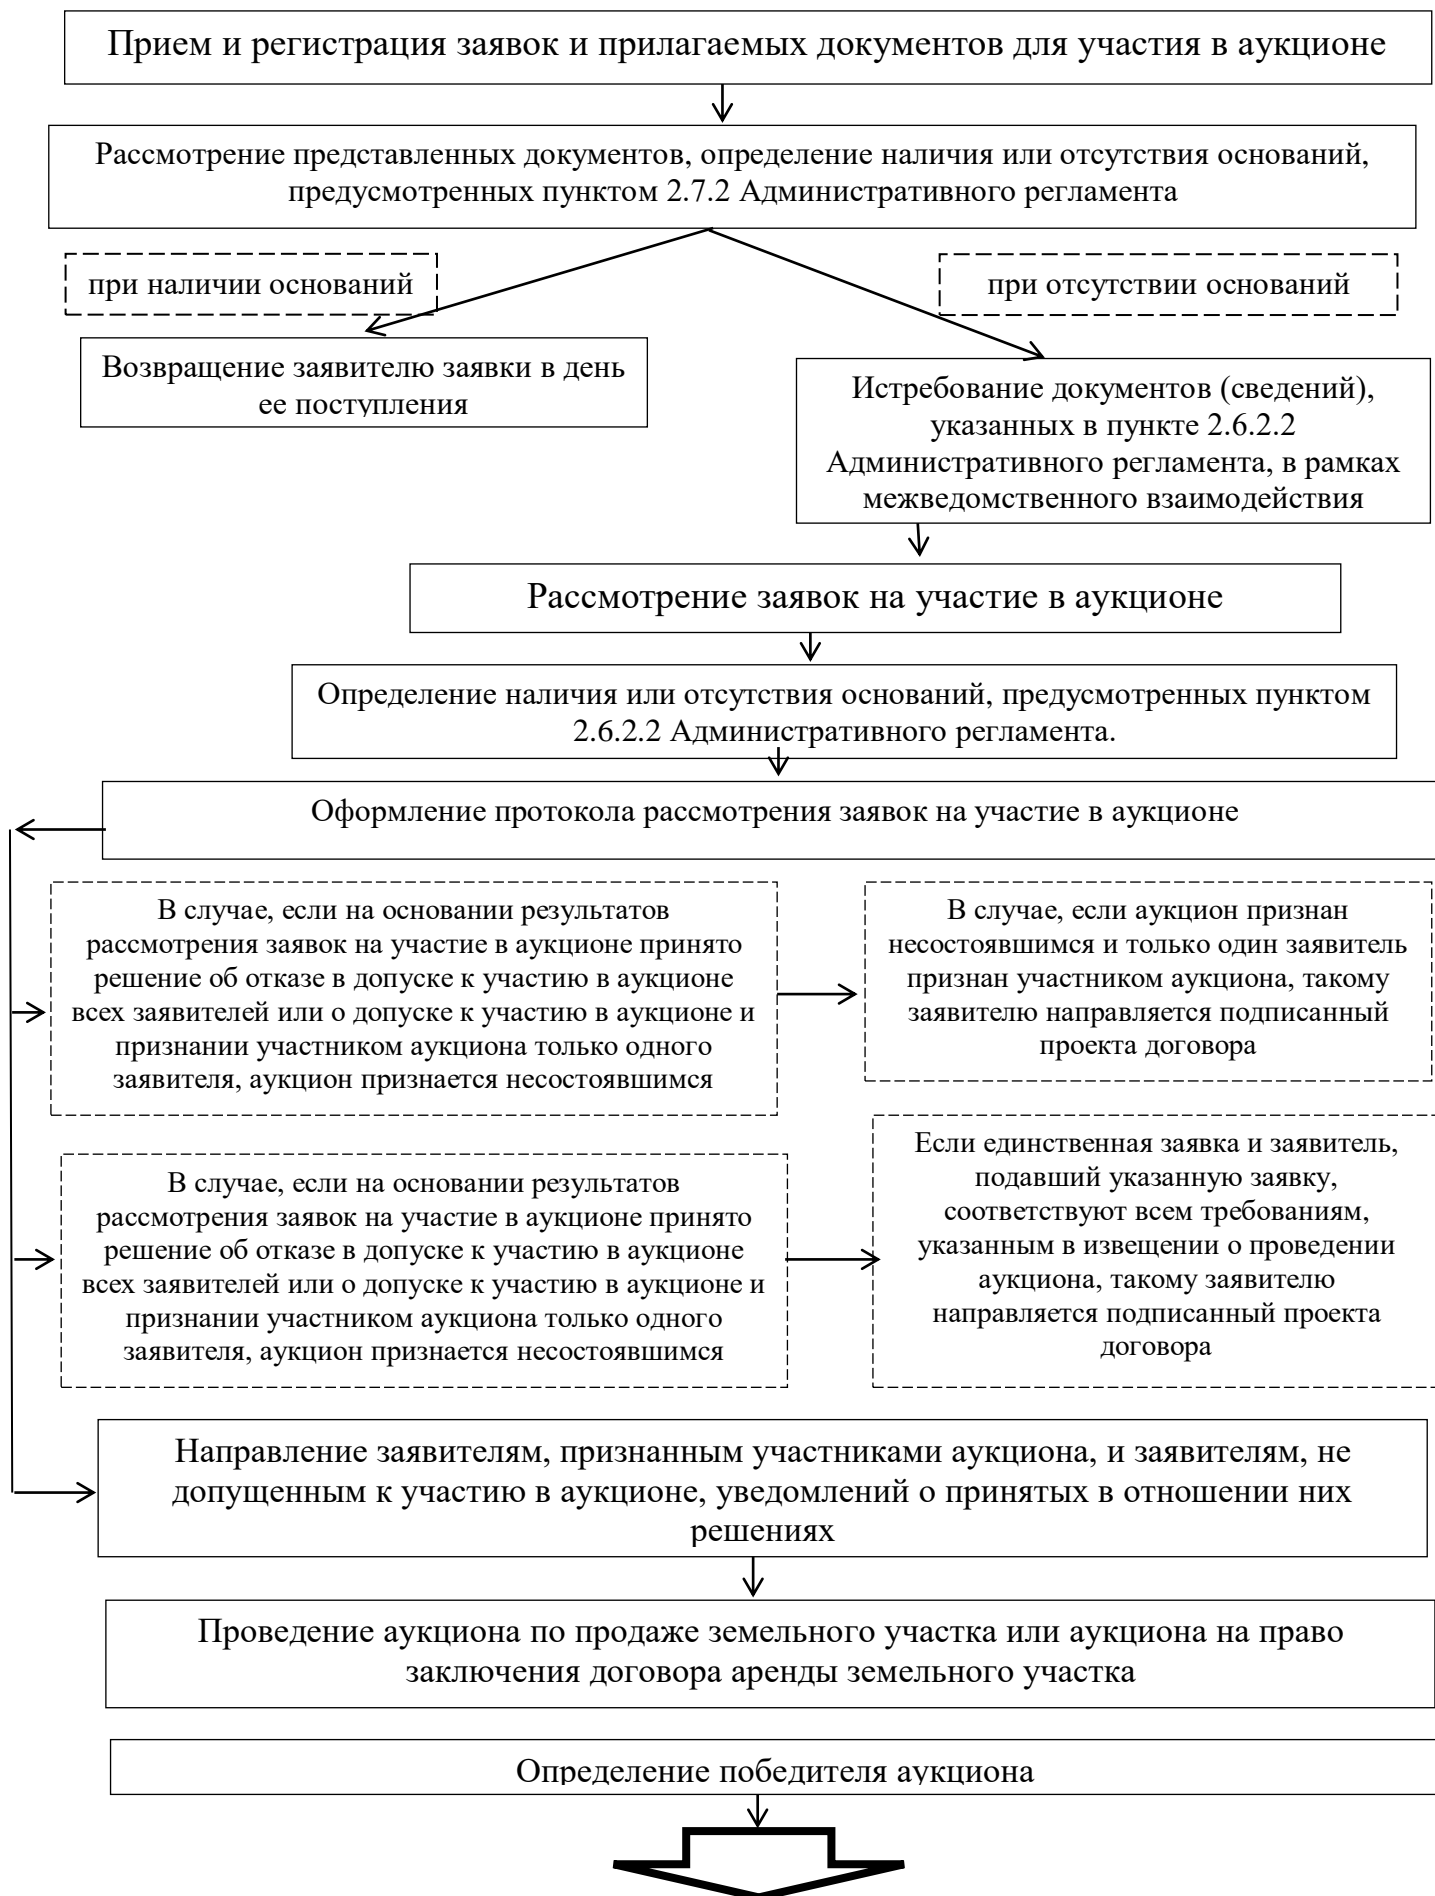 Прием и регистрация заявок и прилагаемых документов для участия в аукционе
Рассмотрение представленных документов, определение наличия или отсутствия оснований,
предусмотренных пунктом 2.7.2 Административного регламента
при наличии оснований
при отсутствии оснований
Возвращение заявителю заявки в день
ее поступления
Истребование документов (сведений),
указанных в пункте 2.6.2.2
Административного регламента, в рамках
межведомственного взаимодействия
Рассмотрение заявок на участие в аукционе
Определение наличия или отсутствия оснований, предусмотренных пунктом
2.6.2.2 Административного регламента.
Оформление протокола рассмотрения заявок на участие в аукционе
В случае, если на основании результатов
рассмотрения заявок на участие в аукционе принято
решение об отказе в допуске к участию в аукционе
всех заявителей или о допуске к участию в аукционе и
признании участником аукциона только одного
заявителя, аукцион признается несостоявшимся
В случае, если аукцион признан
несостоявшимся и только один заявитель
признан участником аукциона, такому
заявителю направляется подписанный
проекта договора
В случае, если на основании результатов
рассмотрения заявок на участие в аукционе принято
решение об отказе в допуске к участию в аукционе
всех заявителей или о допуске к участию в аукционе и
признании участником аукциона только одного
заявителя, аукцион признается несостоявшимся
Если единственная заявка и заявитель,
подавший указанную заявку,
соответствуют всем требованиям,
указанным в извещении о проведении
аукциона, такому заявителю
направляется подписанный проекта
договора
Направление заявителям, признанным участниками аукциона, и заявителям, не
допущенным к участию в аукционе, уведомлений о принятых в отношении них
решениях
Проведение аукциона по продаже земельного участка или аукциона на право
заключения договора аренды земельного участка
Определение победителя аукциона